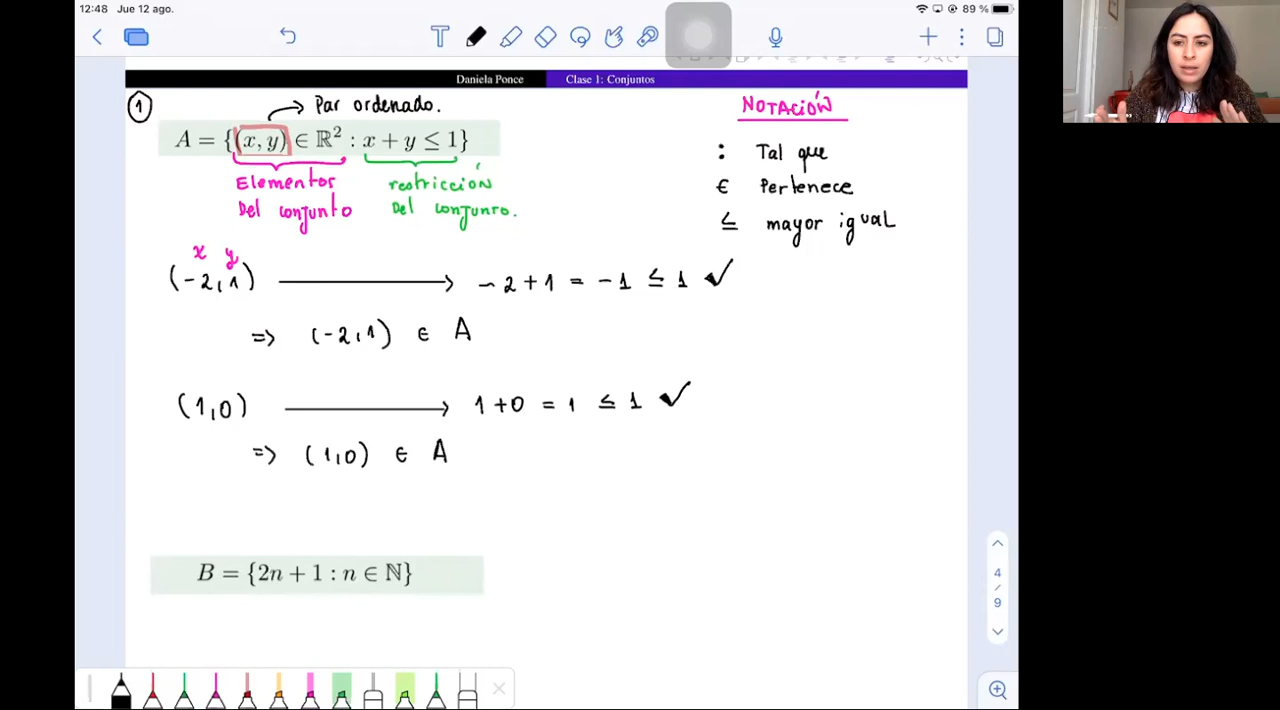 12:48 Jue 12 ago.
89 %
T
Daniela Ponce Clase 1: Conjuntos
1
Par ordenado.
A = {(x, y) ∈ ℝ² : x + y ≤ 1}
Elementor
Del conjunto
restricción
Del conjunro.
NOTACIÓN
: Tal que
∈ Pertenece
≤ mayor igual
x y
(-2,1) → -2+1 = -1 ≤ 1 ✓
=> (-2,1) ∈ A
(1,0) → 1+0 = 1 ≤ 1 ✓
=> (1,0) ∈ A
B = {2n + 1 : n ∈ ℕ}
4
/
9